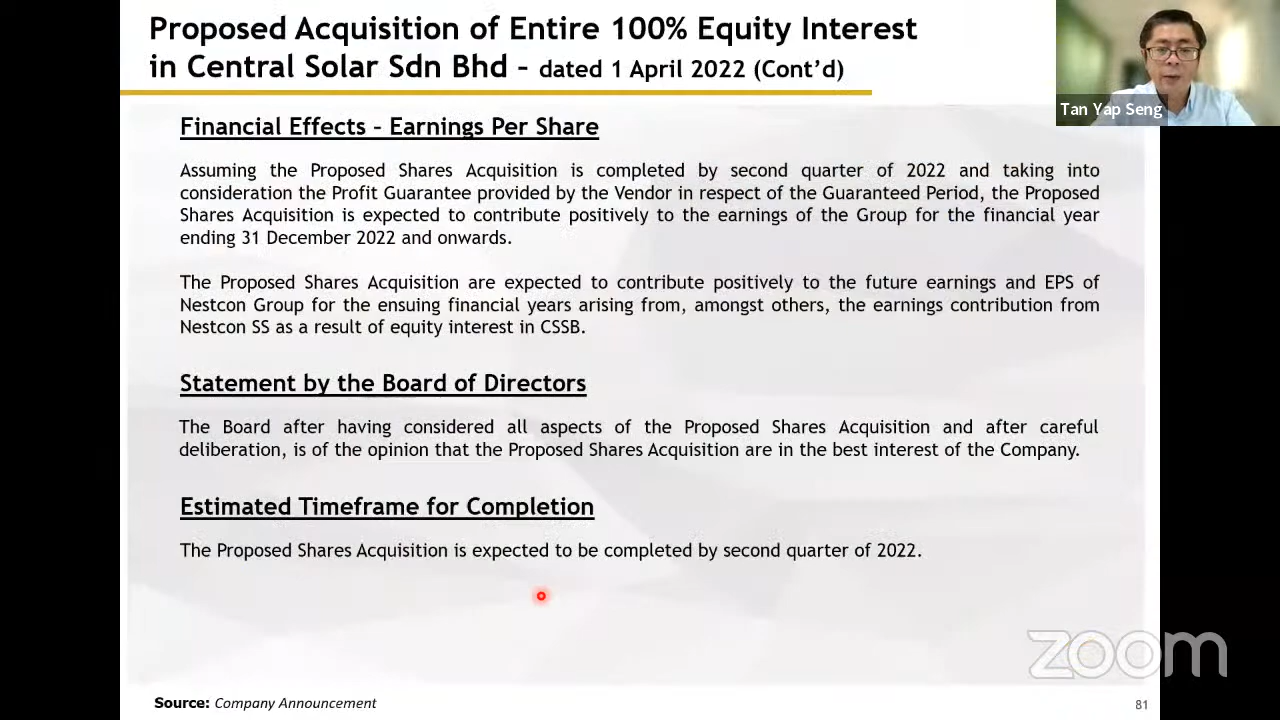 Proposed Acquisition of Entire 100% Equity Interest
in Central Solar Sdn Bhd – dated 1 April 2022 (Cont’d)
Tan Yap Seng
Financial Effects – Earnings Per Share
Assuming the Proposed Shares Acquisition is completed by second quarter of 2022 and taking into
consideration the Profit Guarantee provided by the Vendor in respect of the Guaranteed Period, the Proposed
Shares Acquisition is expected to contribute positively to the earnings of the Group for the financial year
ending 31 December 2022 and onwards.
The Proposed Shares Acquisition are expected to contribute positively to the future earnings and EPS of
Nestcon Group for the ensuing financial years arising from, amongst others, the earnings contribution from
Nestcon SS as a result of equity interest in CSSB.
Statement by the Board of Directors
The Board after having considered all aspects of the Proposed Shares Acquisition and after careful
deliberation, is of the opinion that the Proposed Shares Acquisition are in the best interest of the Company.
Estimated Timeframe for Completion
The Proposed Shares Acquisition is expected to be completed by second quarter of 2022.
zoom
Source: Company Announcement
81